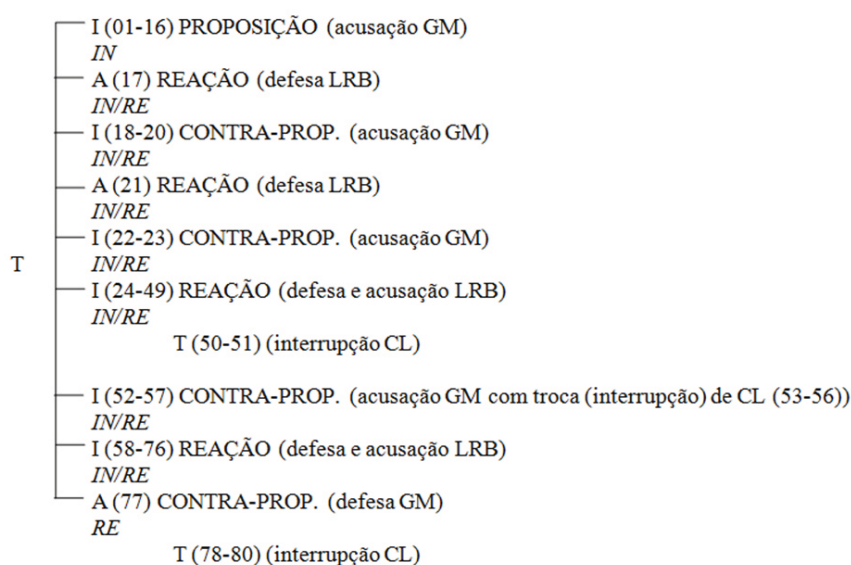 I (01-16) PROPOSIÇÃO (acusação GM)
IN
A (17) REAÇÃO (defesa LRB)
IN/RE
I (18-20) CONTRA-PROP. (acusação GM)
IN/RE
A (21) REAÇÃO (defesa LRB)
IN/RE
I (22-23) CONTRA-PROP. (acusação GM)
T
IN/RE
I (24-49) REAÇÃO (defesa e acusação LRB)
IN/RE
T (50-51) (interrupção CL)
I (52-57) CONTRA-PROP. (acusação GM com troca (interrupção) de CL (53-56))
IN/RE
I (58-76) REAÇÃO (defesa e acusação LRB)
IN/RE
A (77) CONTRA-PROP. (defesa GM)
RE
T (78-80) (interrupção CL)